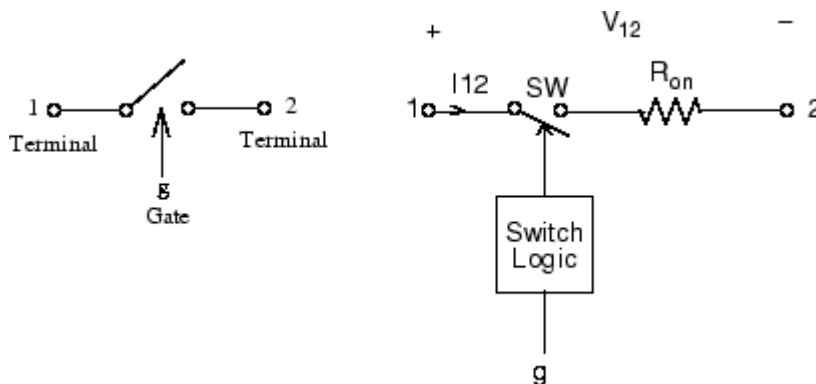 1
2
Terminal
Terminal
g
Gate
+
V12
−
I12
SW
Ron
1
2
Switch
Logic
g